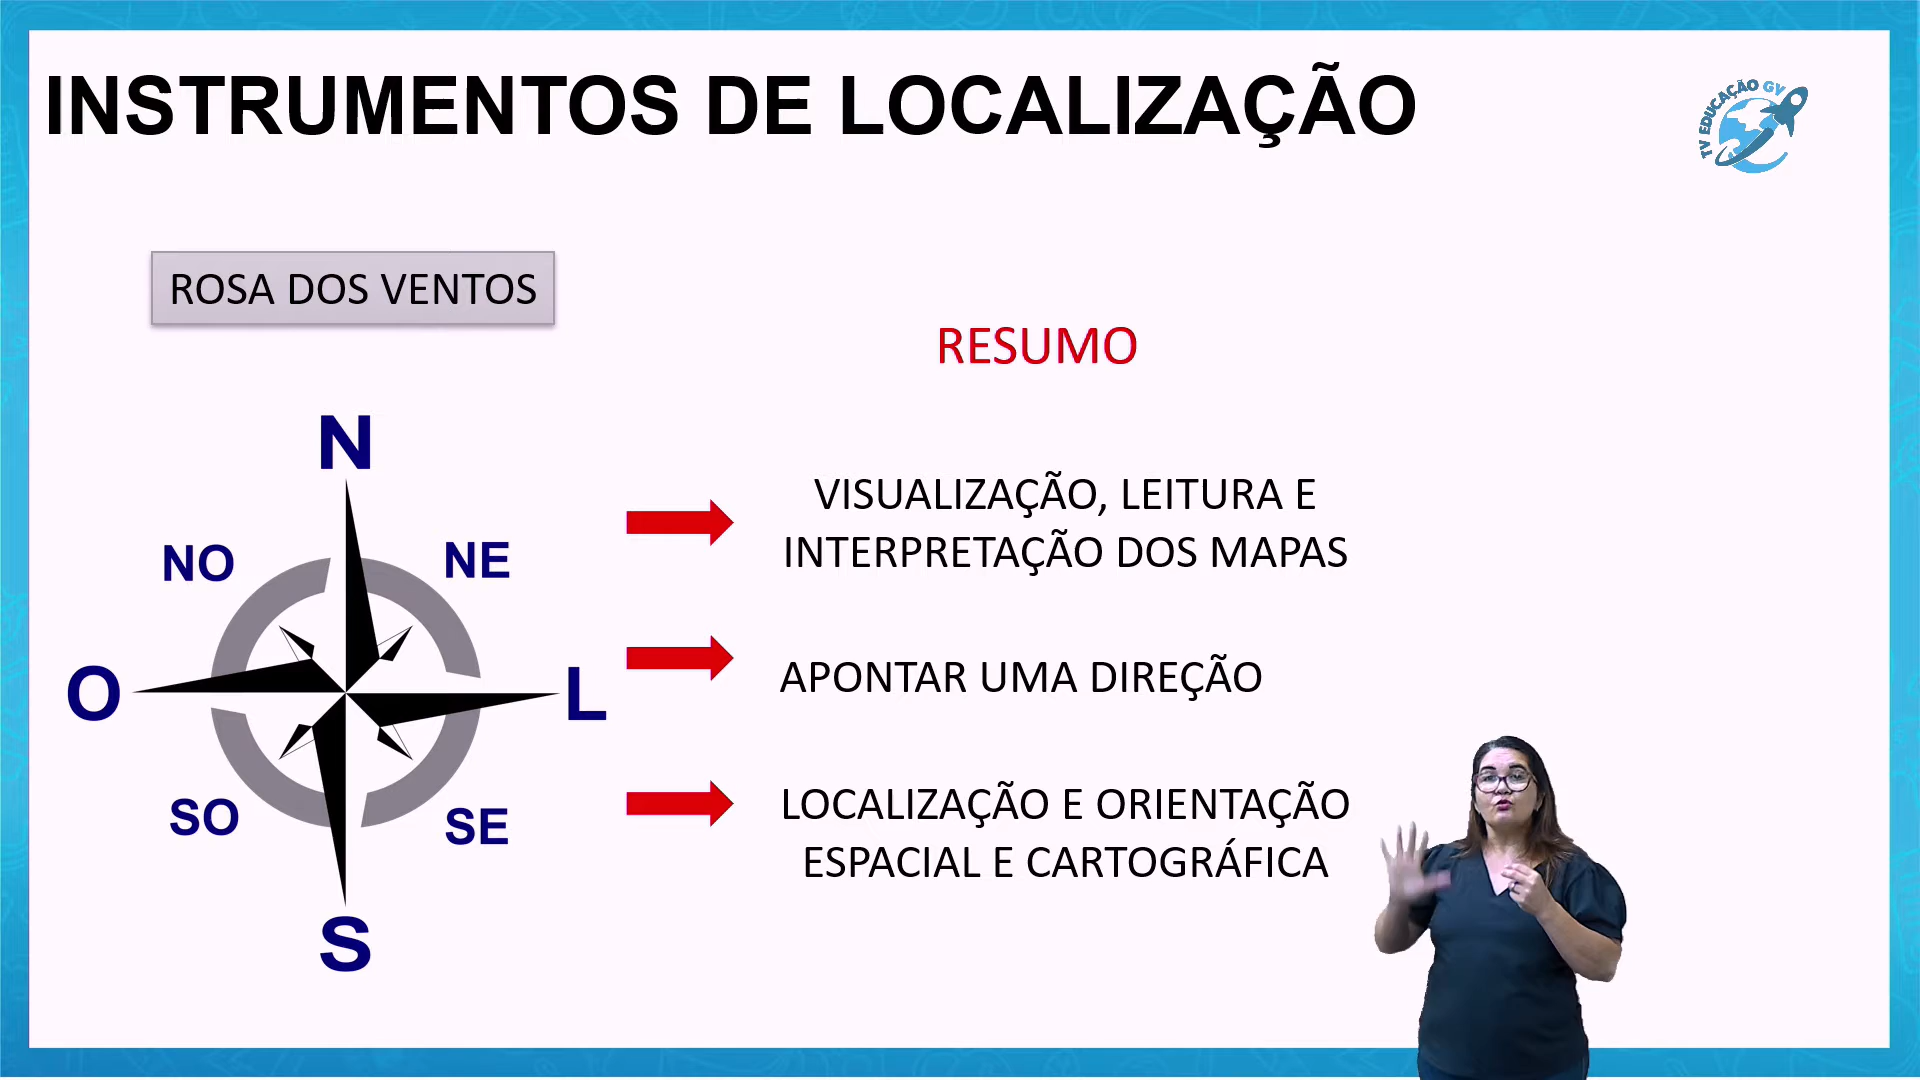 INSTRUMENTOS DE LOCALIZAÇÃO
TV EDUCAÇÃO GV
ROSA DOS VENTOS
RESUMO
N
NO
NE
O
L
SO
SE
S
VISUALIZAÇÃO, LEITURA E
INTERPRETAÇÃO DOS MAPAS
APONTAR UMA DIREÇÃO
LOCALIZAÇÃO E ORIENTAÇÃO
ESPACIAL E CARTOGRÁFICA